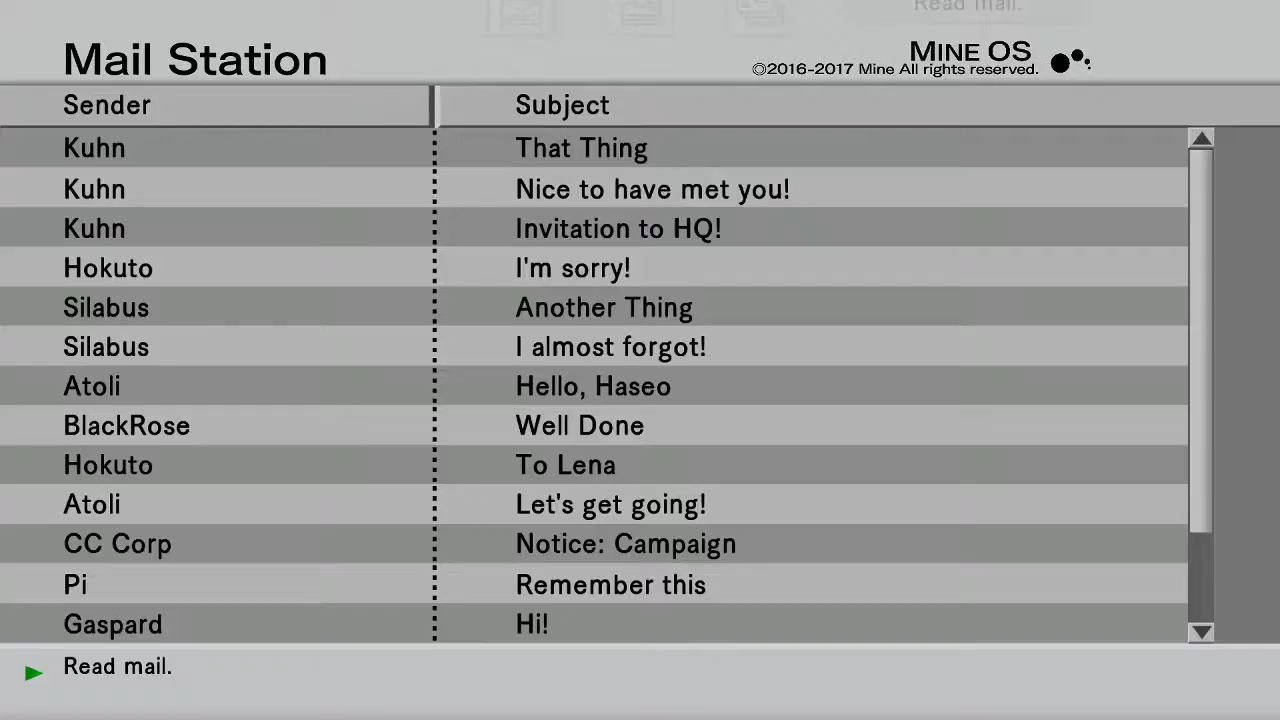 Read mail.
Mail Station
MINE OS
©2016-2017 Mine All rights reserved.
Sender Subject
Kuhn That Thing
Kuhn Nice to have met you!
Kuhn Invitation to HQ!
Hokuto I'm sorry!
Silabus Another Thing
Silabus I almost forgot!
Atoli Hello, Haseo
BlackRose Well Done
Hokuto To Lena
Atoli Let's get going!
CC Corp Notice: Campaign
Pi Remember this
Gaspard Hi!
Read mail.